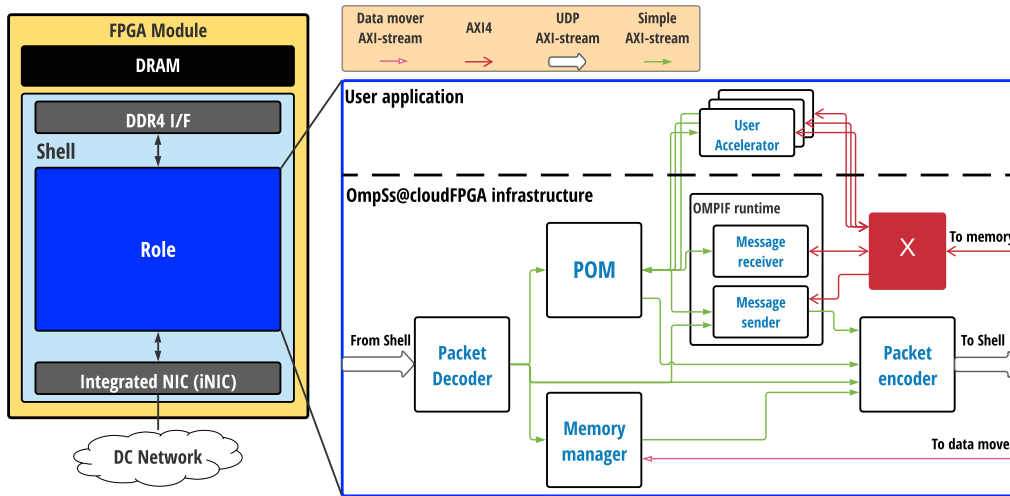 FPGA Module
DRAM
DDR4 I/F
Shell
Role
Integrated NIC (iNIC)
DC Network
Data mover
AXI-stream
AXI4
UDP
AXI-stream
Simple
AXI-stream
User application
User
Accelerator
OmpSs@cloudFPGA infrastructure
OMPIF runtime
Message
receiver
Message
sender
POM
X
To memory
From Shell
Packet
Decoder
Packet
encoder
To Shell
Memory
manager
To data move